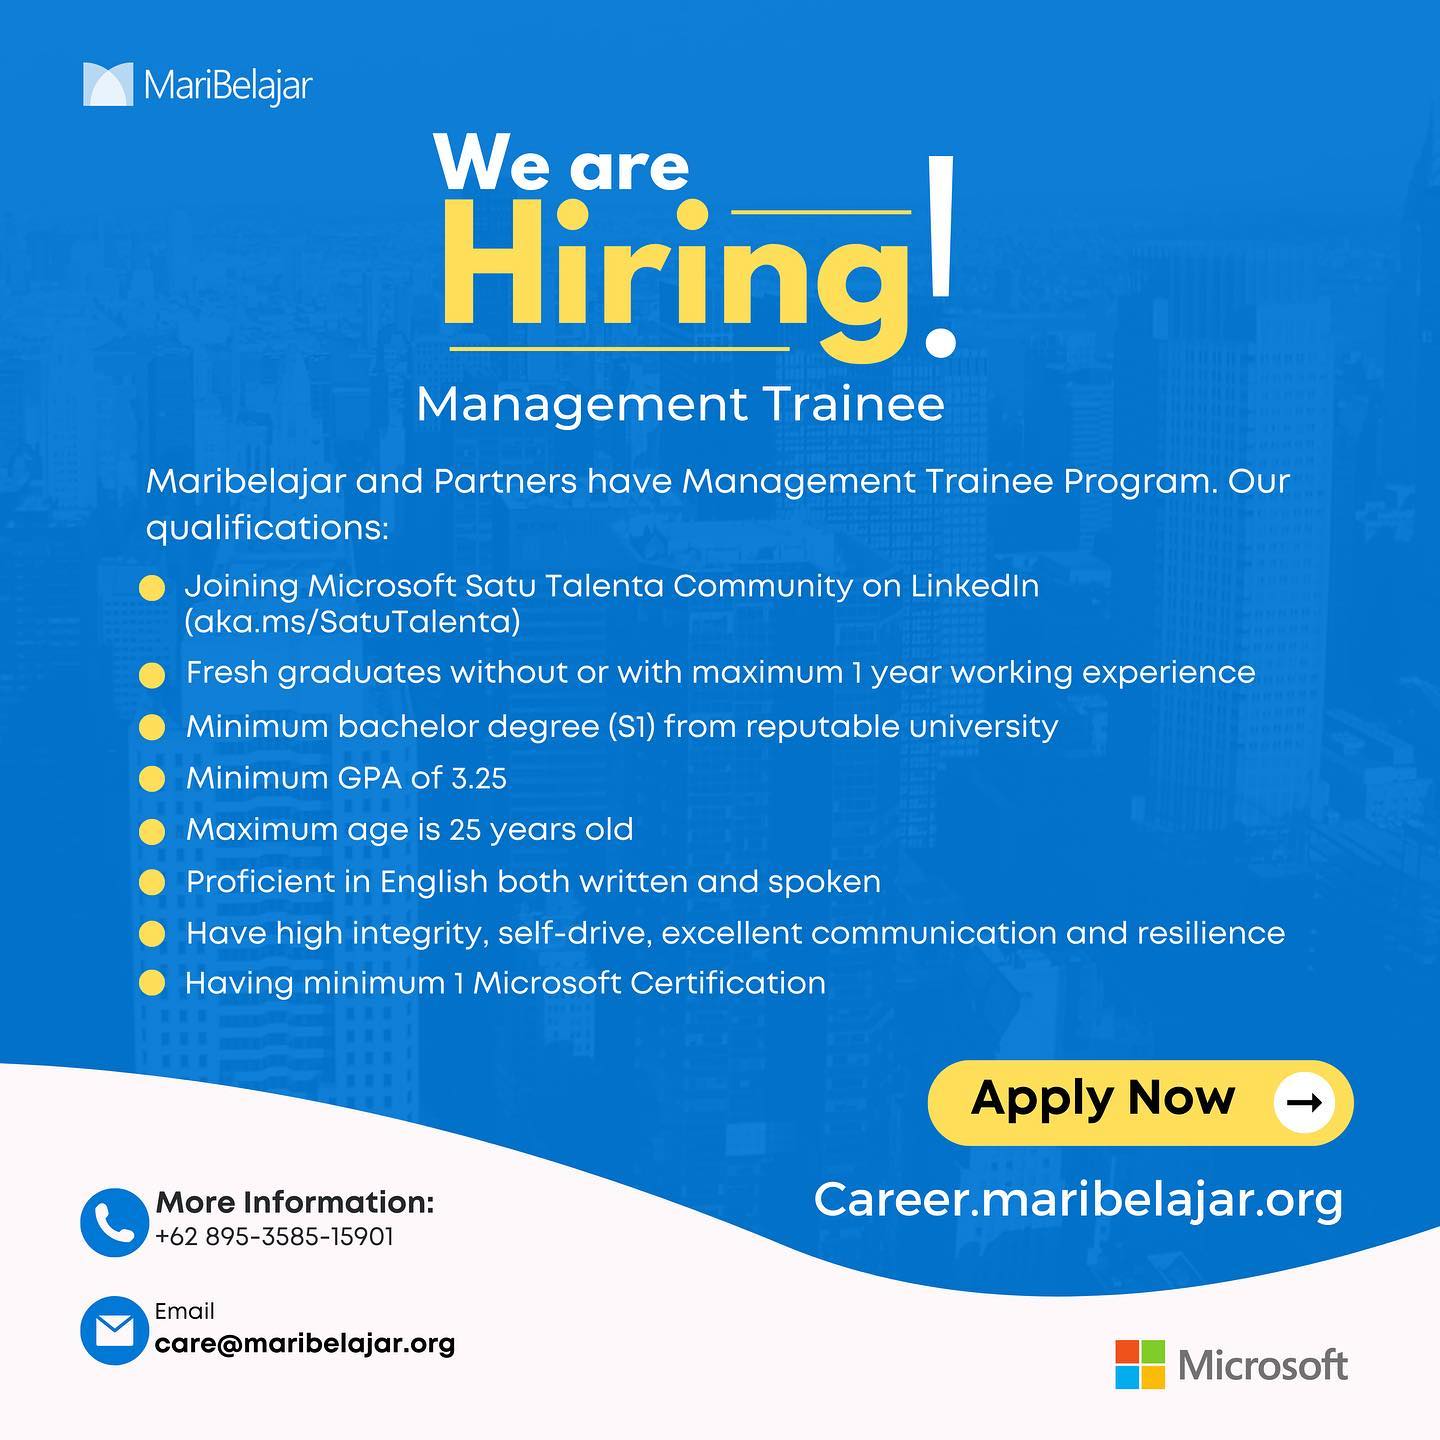 MariBelajar
We are
Hiring!
Management Trainee
Maribelajar and Partners have Management Trainee Program. Our
qualifications:
Joining Microsoft Satu Talenta Community on LinkedIn
(aka.ms/SatuTalenta)
Fresh graduates without or with maximum 1 year working experience
Minimum bachelor degree (S1) from reputable university
Minimum GPA of 3.25
Maximum age is 25 years old
Proficient in English both written and spoken
Have high integrity, self-drive, excellent communication and resilience
Having minimum 1 Microsoft Certification
Apply Now
Career.maribelajar.org
More Information:
+62 895-3585-15901
Email
care@maribelajar.org
Microsoft